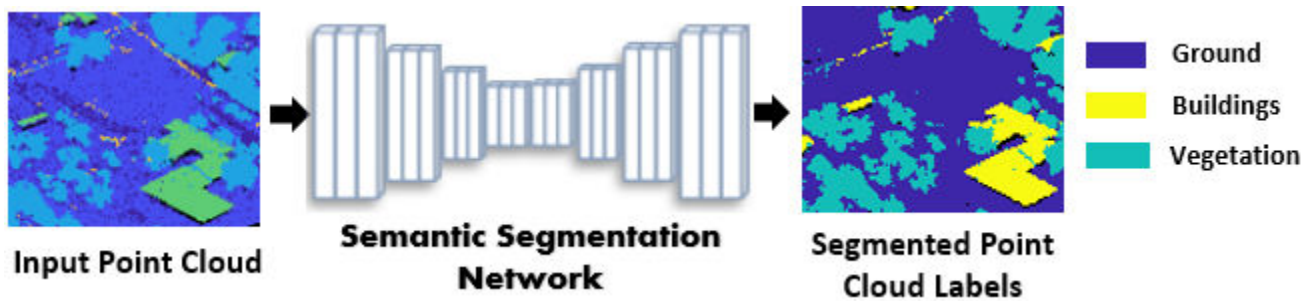 Input Point Cloud
Semantic Segmentation
Network
Segmented Point
Cloud Labels
Ground
Buildings
Vegetation